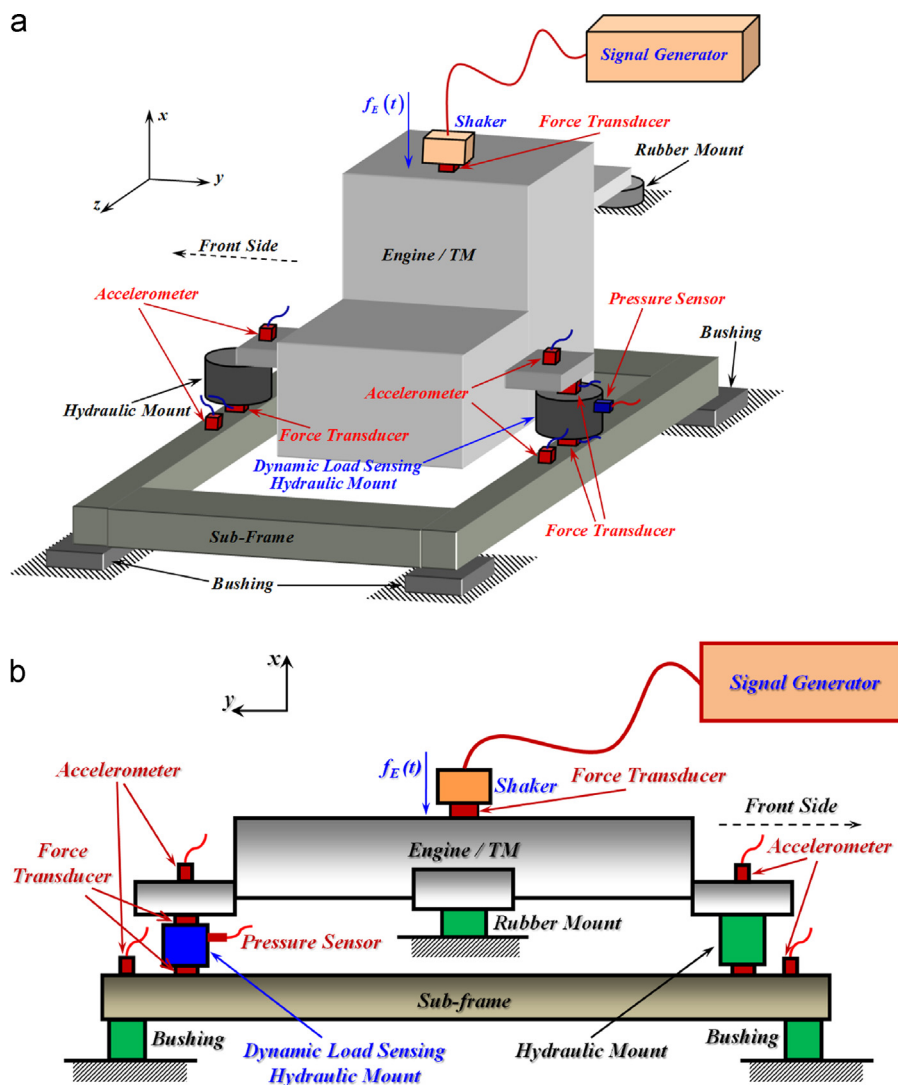 a
Signal Generator
f_E(t)
Shaker
Force Transducer
Rubber Mount
x
y
z
Front Side
Engine / TM
Accelerometer
Pressure Sensor
Bushing
Accelerometer
Hydraulic Mount
Force Transducer
Dynamic Load Sensing
Hydraulic Mount
Force Transducer
Sub-Frame
Bushing
b
x
y
Signal Generator
Accelerometer
f_E(t)
Shaker
Force Transducer
Front Side
Force
Transducer
Engine / TM
Accelerometer
Rubber Mount
Pressure Sensor
Sub-frame
Bushing
Dynamic Load Sensing
Hydraulic Mount
Hydraulic Mount
Bushing